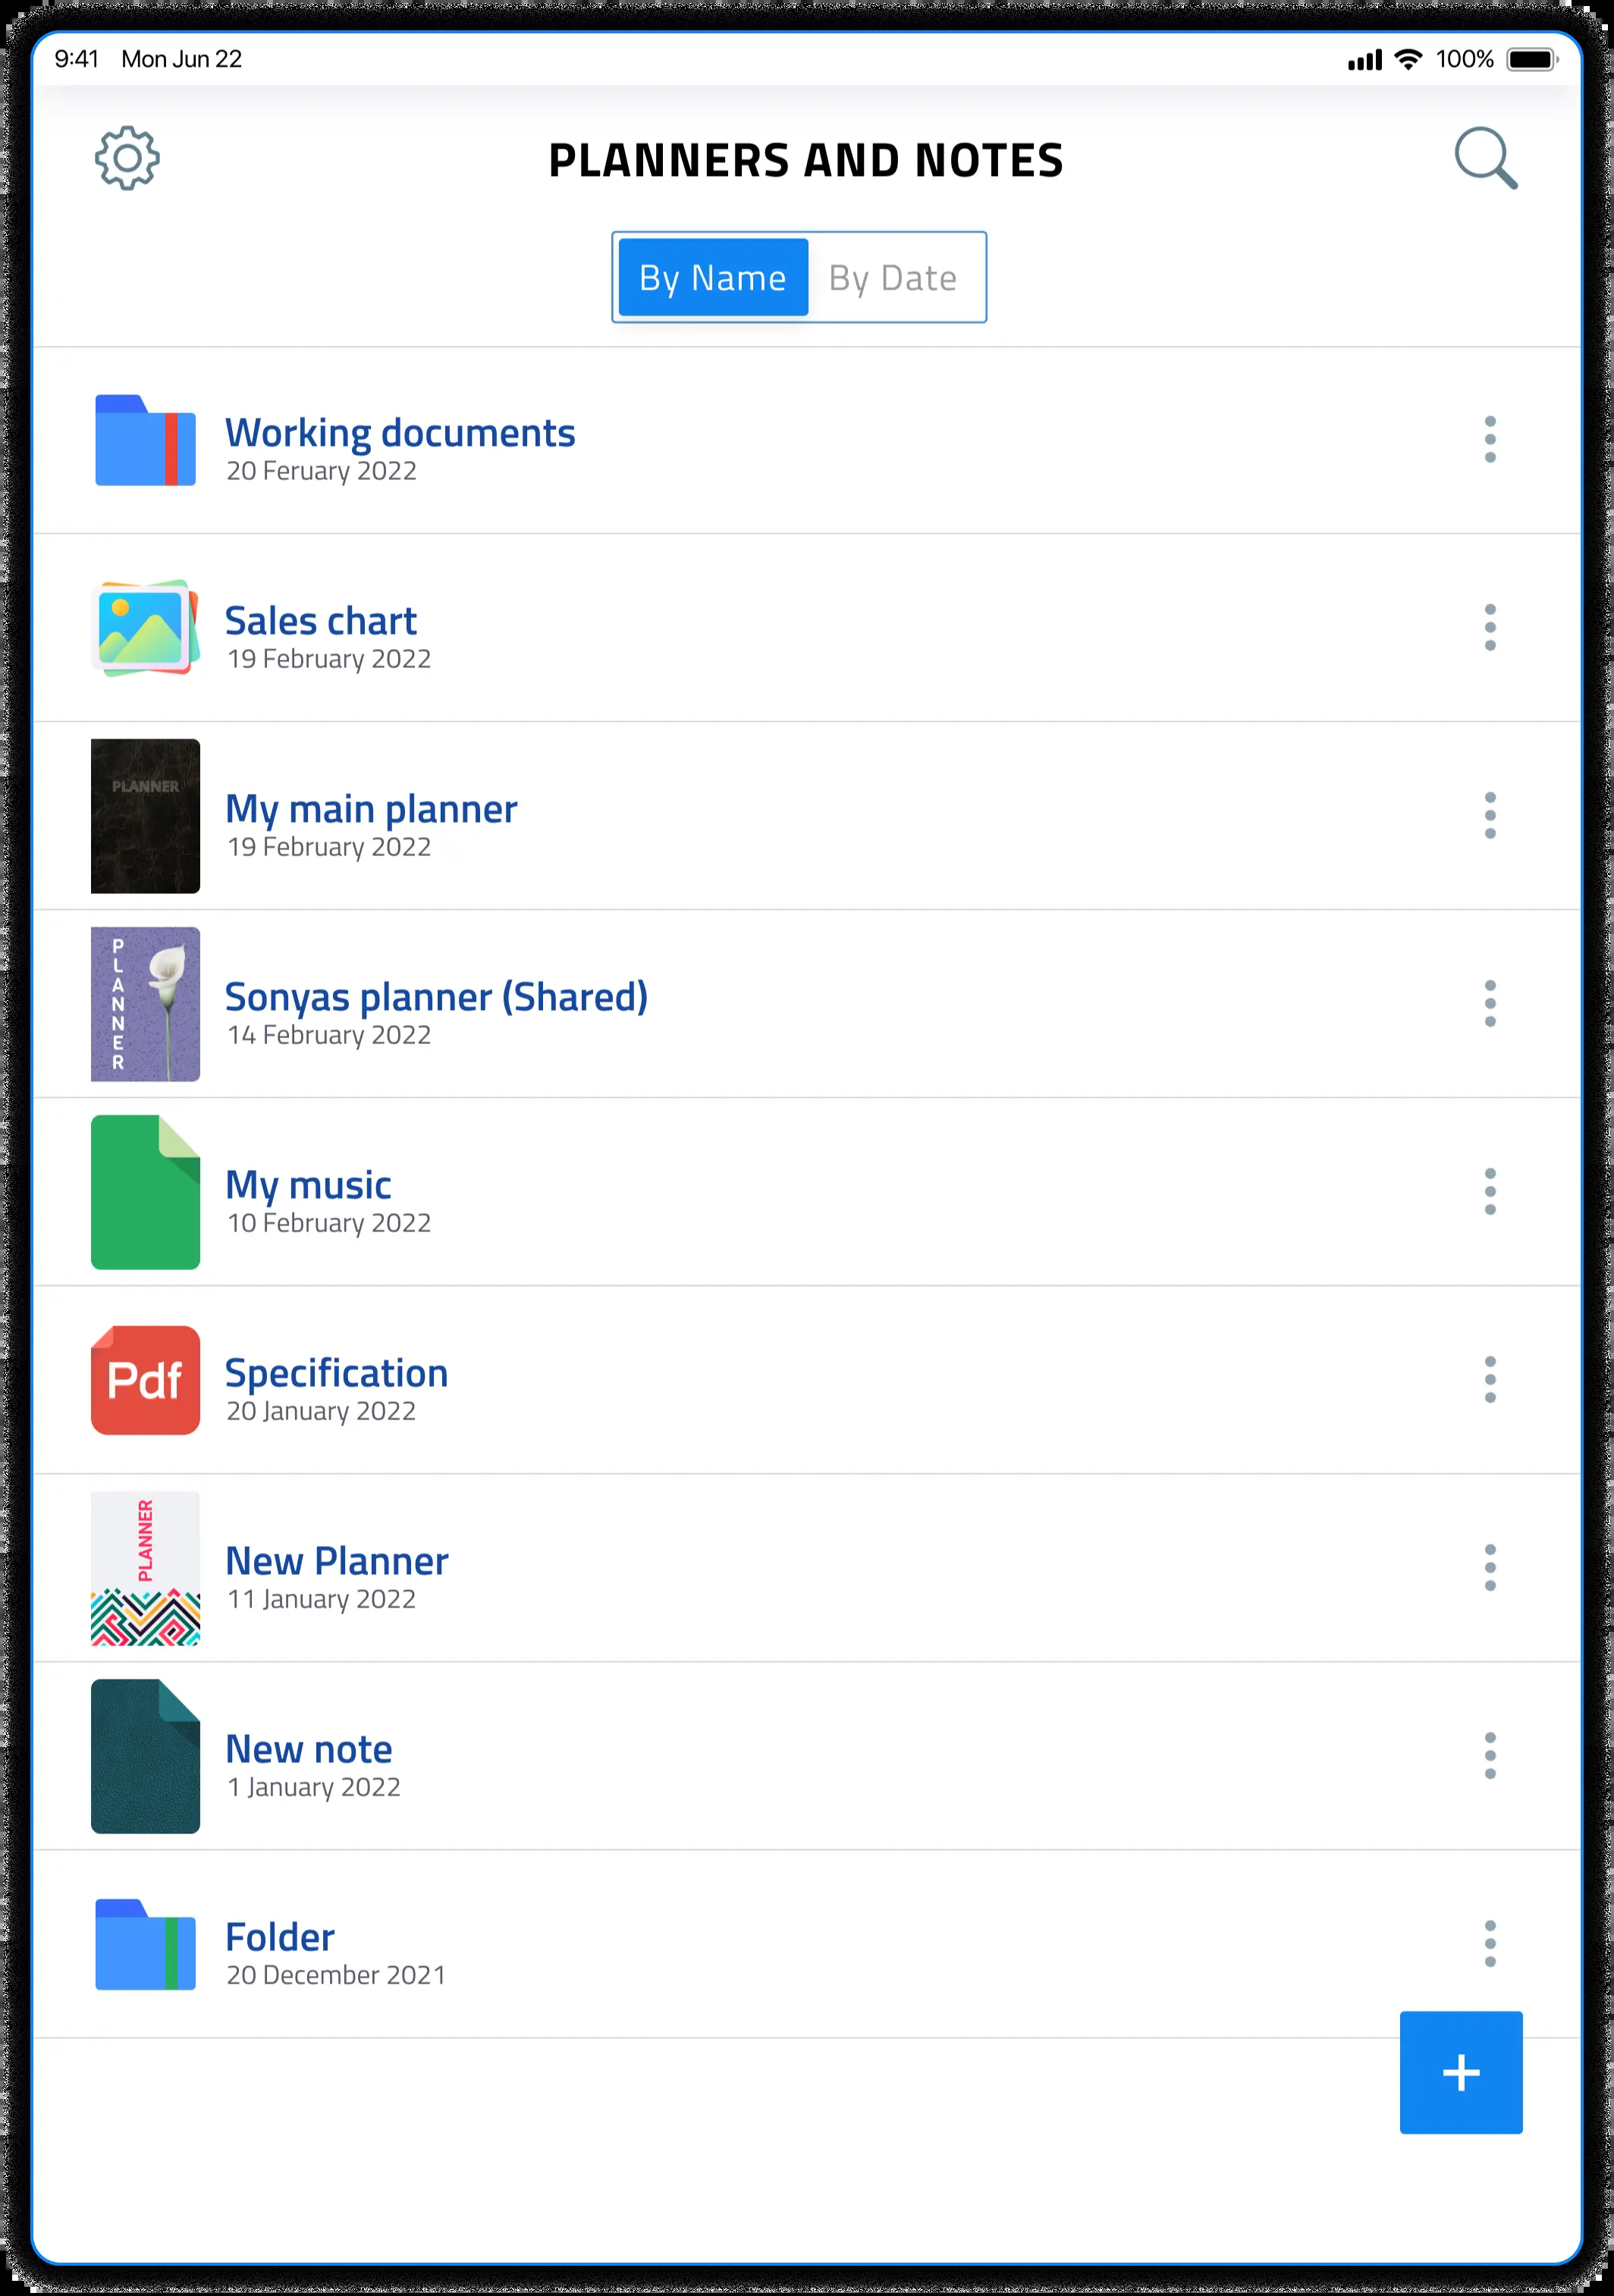 9:41 Mon Jun 22 100%
PLANNERS AND NOTES
By Name By Date
Working documents
20 Feruary 2022
Sales chart
19 February 2022
PLANNER
My main planner
19 February 2022
PLANNER
Sonyas planner (Shared)
14 February 2022
My music
10 February 2022
Pdf
Specification
20 January 2022
PLANNER
New Planner
11 January 2022
New note
1 January 2022
Folder
20 December 2021
+